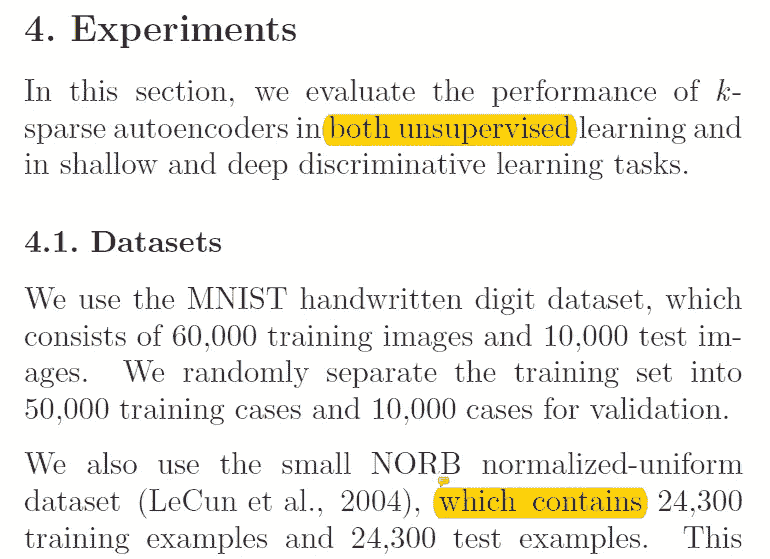 4. Experiments
In this section, we evaluate the performance of k-
sparse autoencoders in both unsupervised learning and
in shallow and deep discriminative learning tasks.
4.1. Datasets
We use the MNIST handwritten digit dataset, which
consists of 60,000 training images and 10,000 test im-
ages. We randomly separate the training set into
50,000 training cases and 10,000 cases for validation.
We also use the small NORB normalized-uniform
dataset (LeCun et al., 2004), which contains 24,300
training examples and 24,300 test examples. This